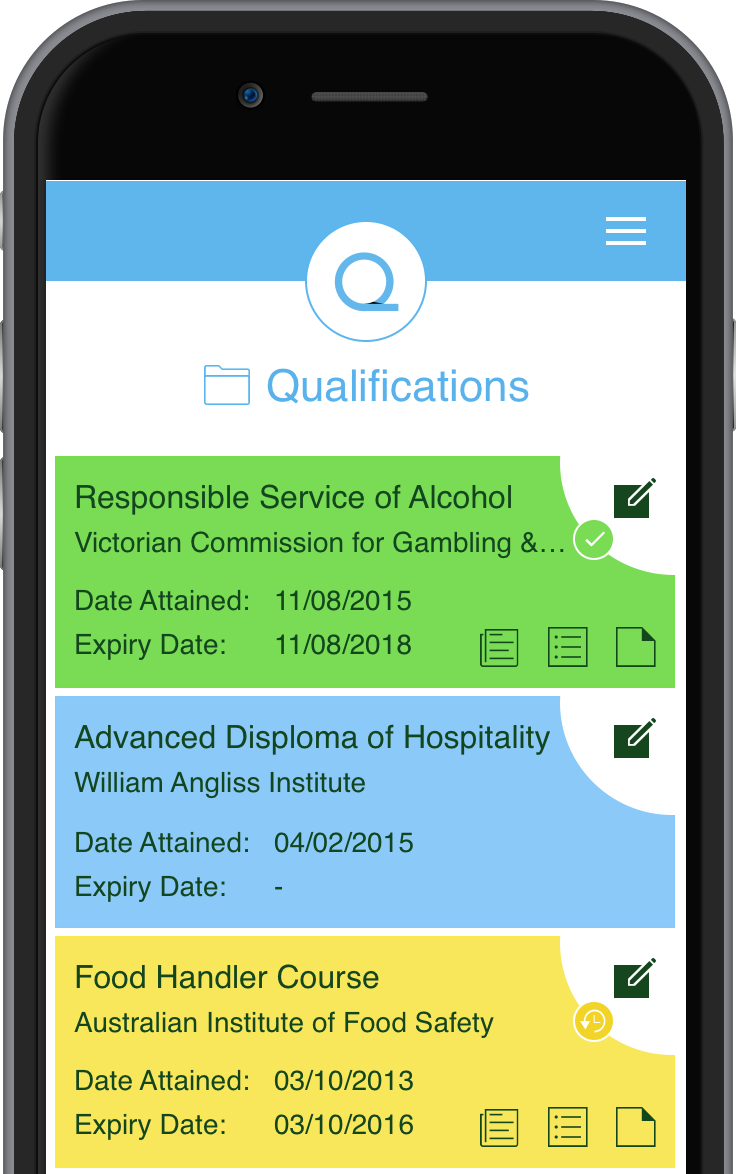 Q
Qualifications
Responsible Service of Alcohol
Victorian Commission for Gambling &...
Date Attained: 11/08/2015
Expiry Date: 11/08/2018
Advanced Disploma of Hospitality
William Angliss Institute
Date Attained: 04/02/2015
Expiry Date: -
Food Handler Course
Australian Institute of Food Safety
Date Attained: 03/10/2013
Expiry Date: 03/10/2016